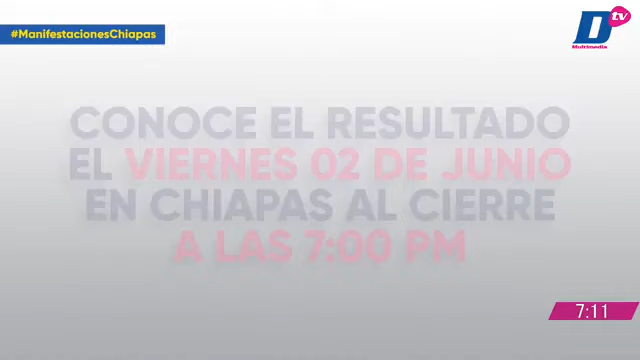 #ManifestacionesChiapas
D tv
Multimedia
CONOCE EL RESULTADO
EL VIERNES 02 DE JUNIO
EN CHIAPAS AL CIERRE
A LAS 7:00 PM
7:11